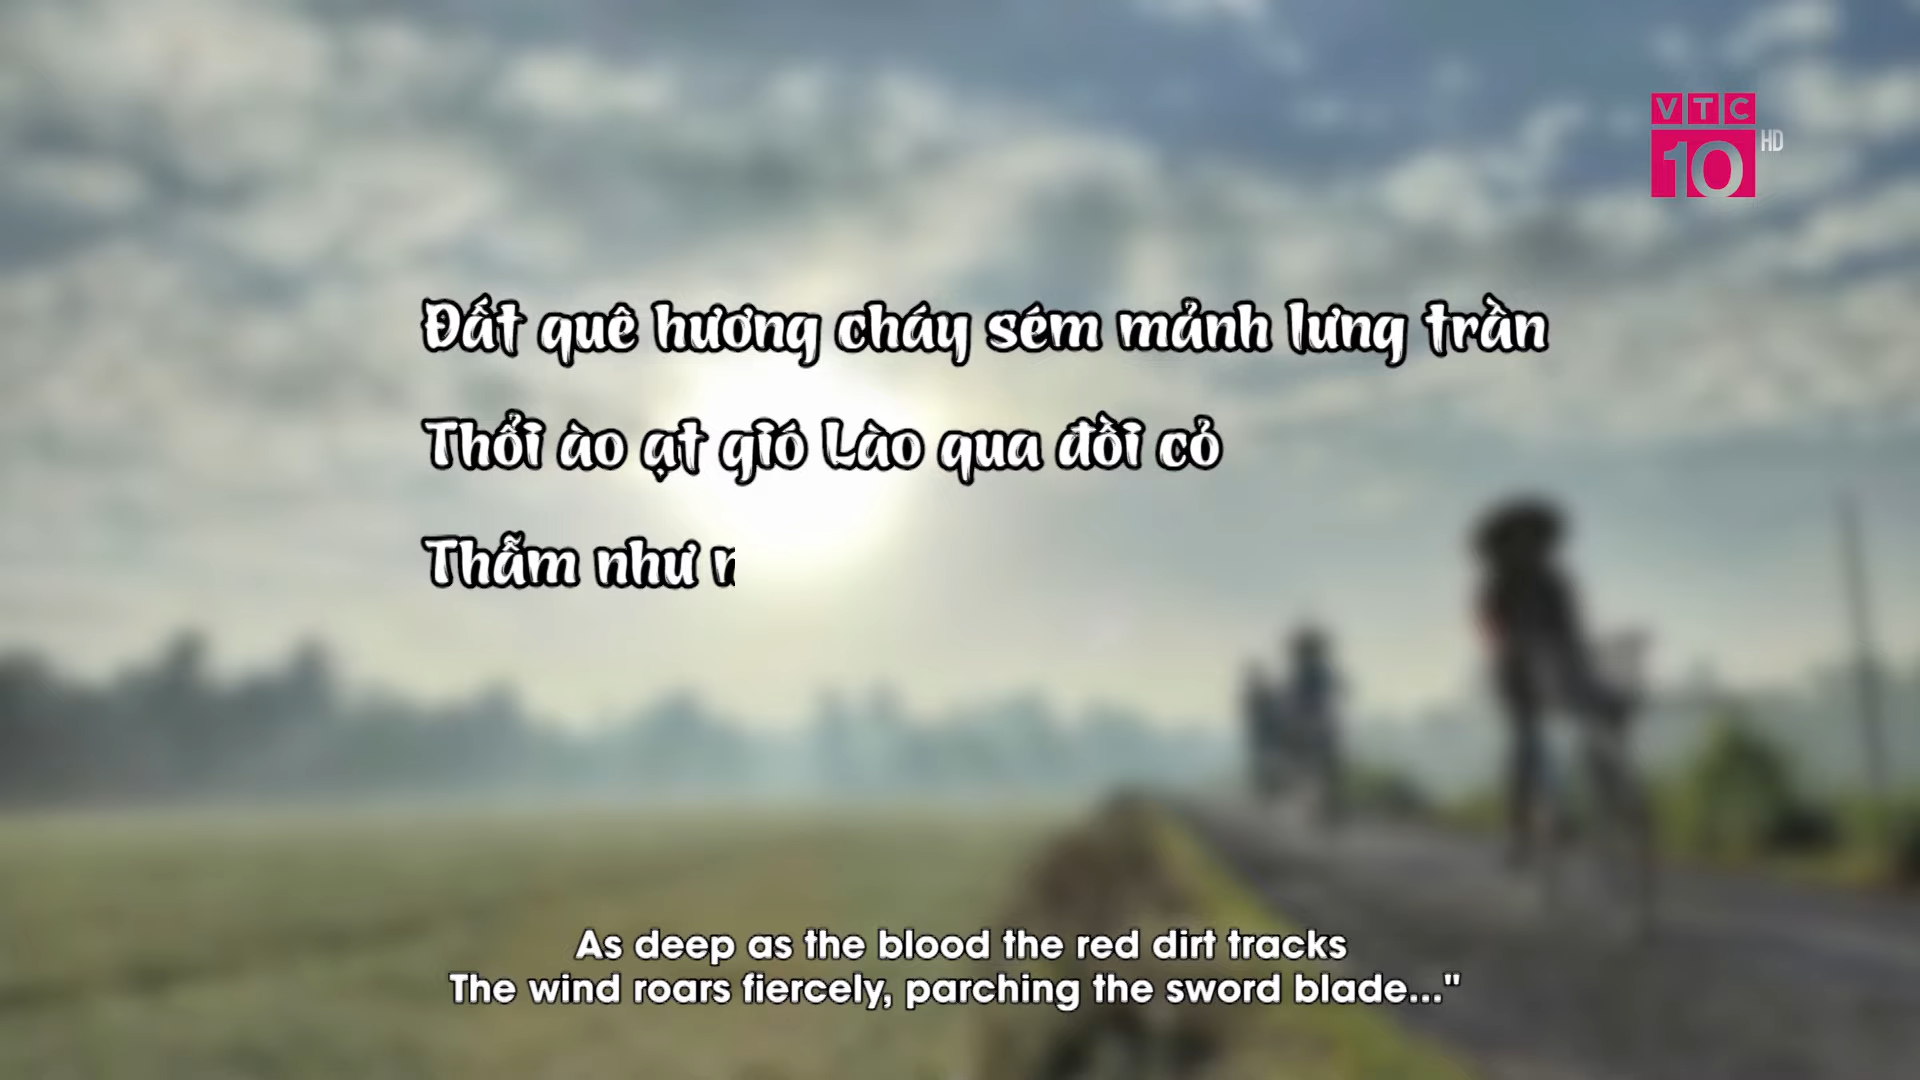 VTC
10 HD
Đất quê hương cháy sém mảnh lưng trần
Thổi ào ạt gió Lào qua đồi cỏ
Thẫm như
As deep as the blood the red dirt tracks
The wind roars fiercely, parching the sword blade..."